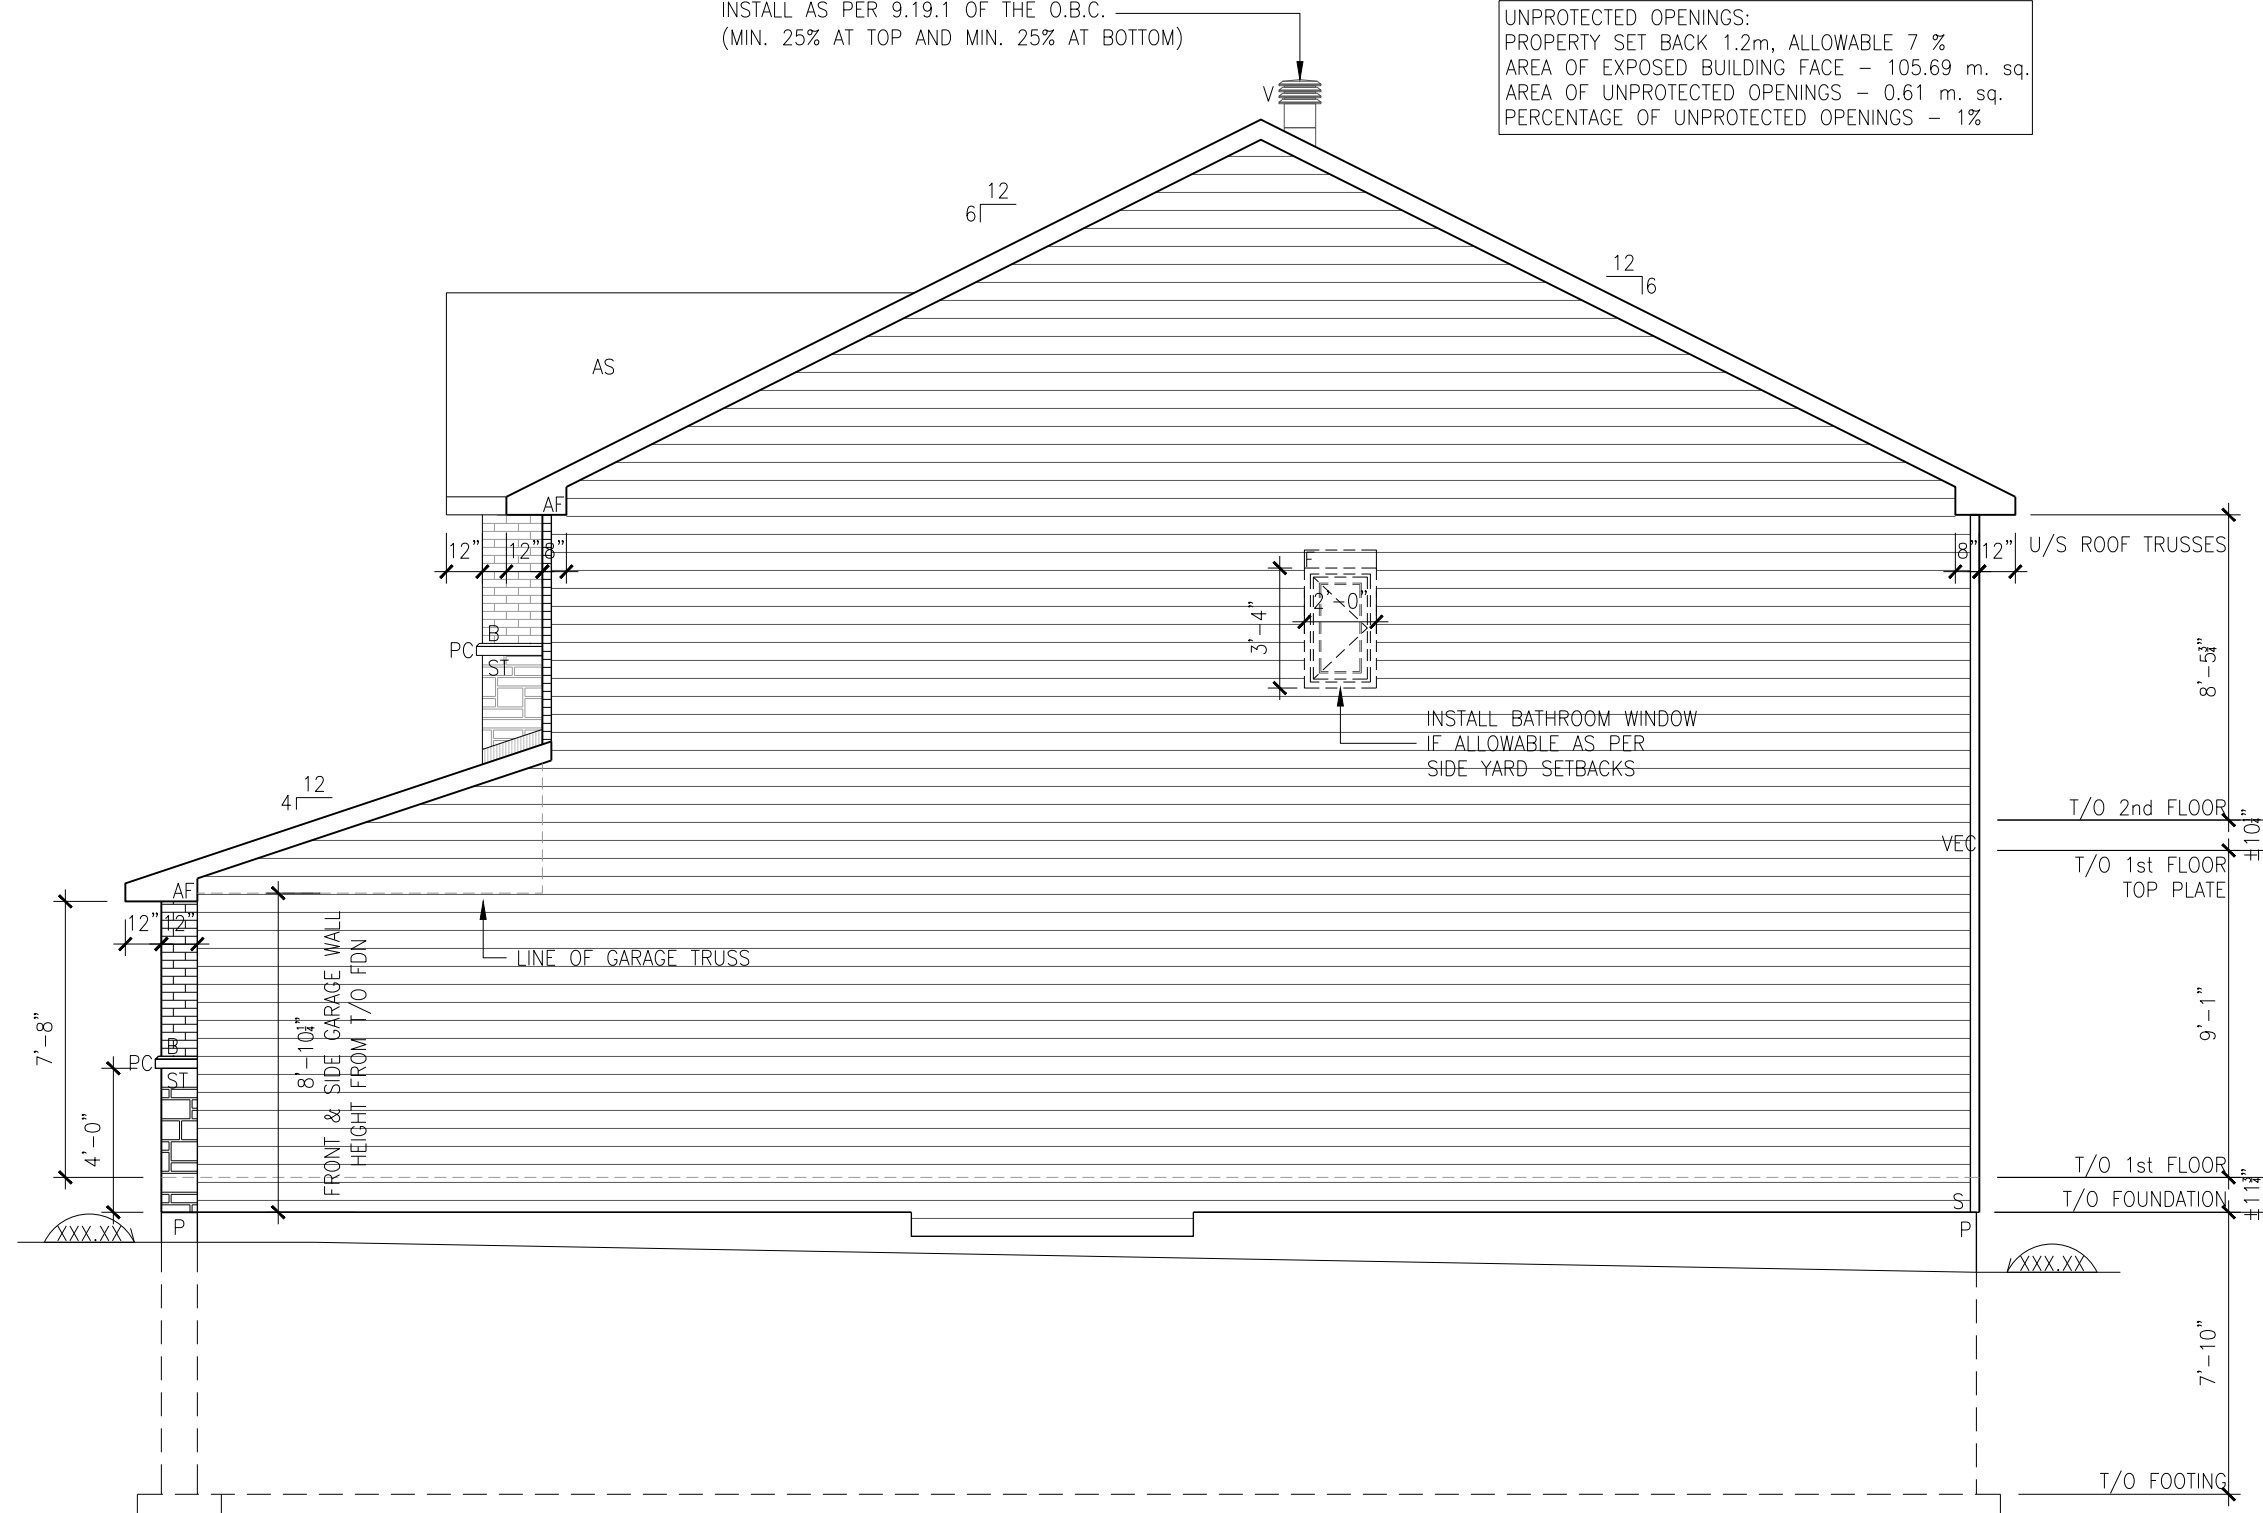 INSTALL AS PER 9.19.1 OF THE O.B.C.
(MIN. 25% AT TOP AND MIN. 25% AT BOTTOM)
UNPROTECTED OPENINGS:
PROPERTY SET BACK 1.2m, ALLOWABLE 7 %
AREA OF EXPOSED BUILDING FACE – 105.69 m. sq.
AREA OF UNPROTECTED OPENINGS – 0.61 m. sq.
PERCENTAGE OF UNPROTECTED OPENINGS – 1%
V
12
6
12
6
AS
AF
12"
12"
8"
8"
12"
U/S ROOF TRUSSES
F
2'-0"
3'-4"
B
PC
ST
8'-5¾"
INSTALL BATHROOM WINDOW
IF ALLOWABLE AS PER
SIDE YARD SETBACKS
12
4
T/O 2nd FLOOR
±10¼"
VEC
T/O 1st FLOOR
TOP PLATE
AF
12"
12"
LINE OF GARAGE TRUSS
7'-8"
8'-10¼"
FRONT & SIDE GARAGE WALL
HEIGHT FROM T/O FDN
9'-1"
B
PC
ST
4'-0"
T/O 1st FLOOR
T/O FOUNDATION
±11¾"
S
P
P
XXX.XX
XXX.XX
7'-10"
T/O FOOTING